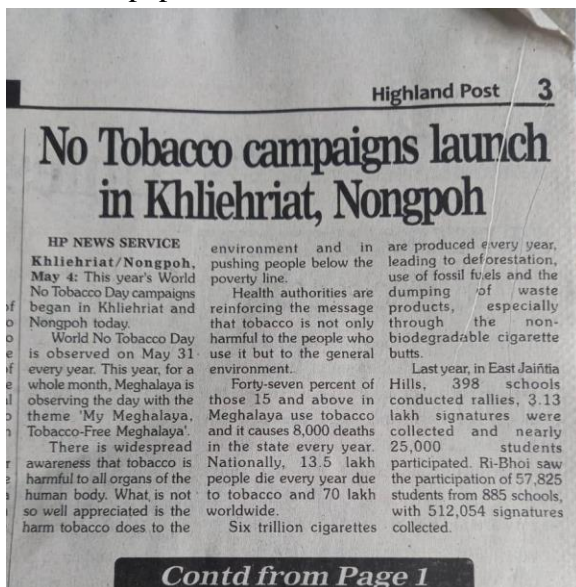 Highland Post 3
No Tobacco campaigns launch
in Khliehriat, Nongpoh
HP NEWS SERVICE
Khliehriat/Nongpoh,
May 4: This year's World
No Tobacco Day campaigns
began in Khliehriat and
Nongpoh today.
World No Tobacco Day
is observed on May 31
every year. This year, for a
whole month, Meghalaya is
observing the day with the
theme 'My Meghalaya,
Tobacco-Free Meghalaya'.
There is widespread
awareness that tobacco is
harmful to all organs of the
human body. What is not
so well appreciated is the
harm tobacco does to the
environment and in
pushing people below the
poverty line.
Health authorities are
reinforcing the message
that tobacco is not only
harmful to the people who
use it but to the general
environment.
Forty-seven percent of
those 15 and above in
Meghalaya use tobacco
and it causes 8,000 deaths
in the state every year.
Nationally, 13.5 lakh
people die every year due
to tobacco and 70 lakh
worldwide.
Six trillion cigarettes
are produced every year,
leading to deforestation,
use of fossil fuels and the
dumping of waste
products, especially
through the non-
biodegradable cigarette
butts.
Last year, in East Jaiñtia
Hills, 398 schools
conducted rallies, 3.13
lakh signatures were
collected and nearly
25,000 students
participated. Ri-Bhoi saw
the participation of 57,825
students from 885 schools,
with 512,054 signatures
collected.
Contd from Page 1